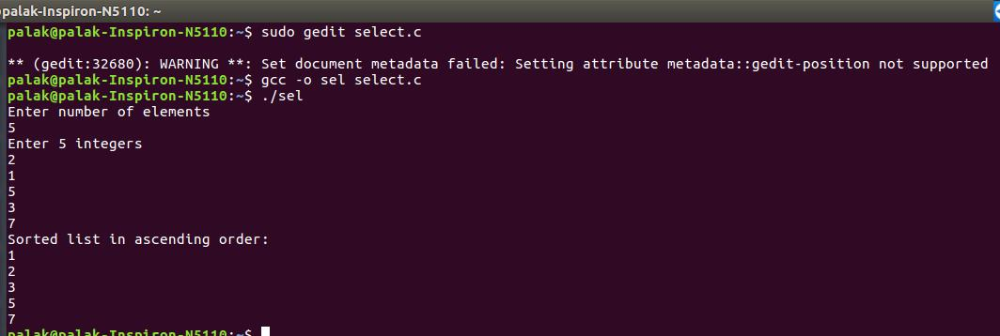 palak-Inspiron-N5110: ~
palak@palak-Inspiron-N5110:~$ sudo gedit select.c
** (gedit:32680): WARNING **: Set document metadata failed: Setting attribute metadata::gedit-position not supported
palak@palak-Inspiron-N5110:~$ gcc -o sel select.c
palak@palak-Inspiron-N5110:~$ ./sel
Enter number of elements
5
Enter 5 integers
2
1
5
3
7
Sorted list in ascending order:
1
2
3
5
7
palak@palak-Inspiron-N5110:~$